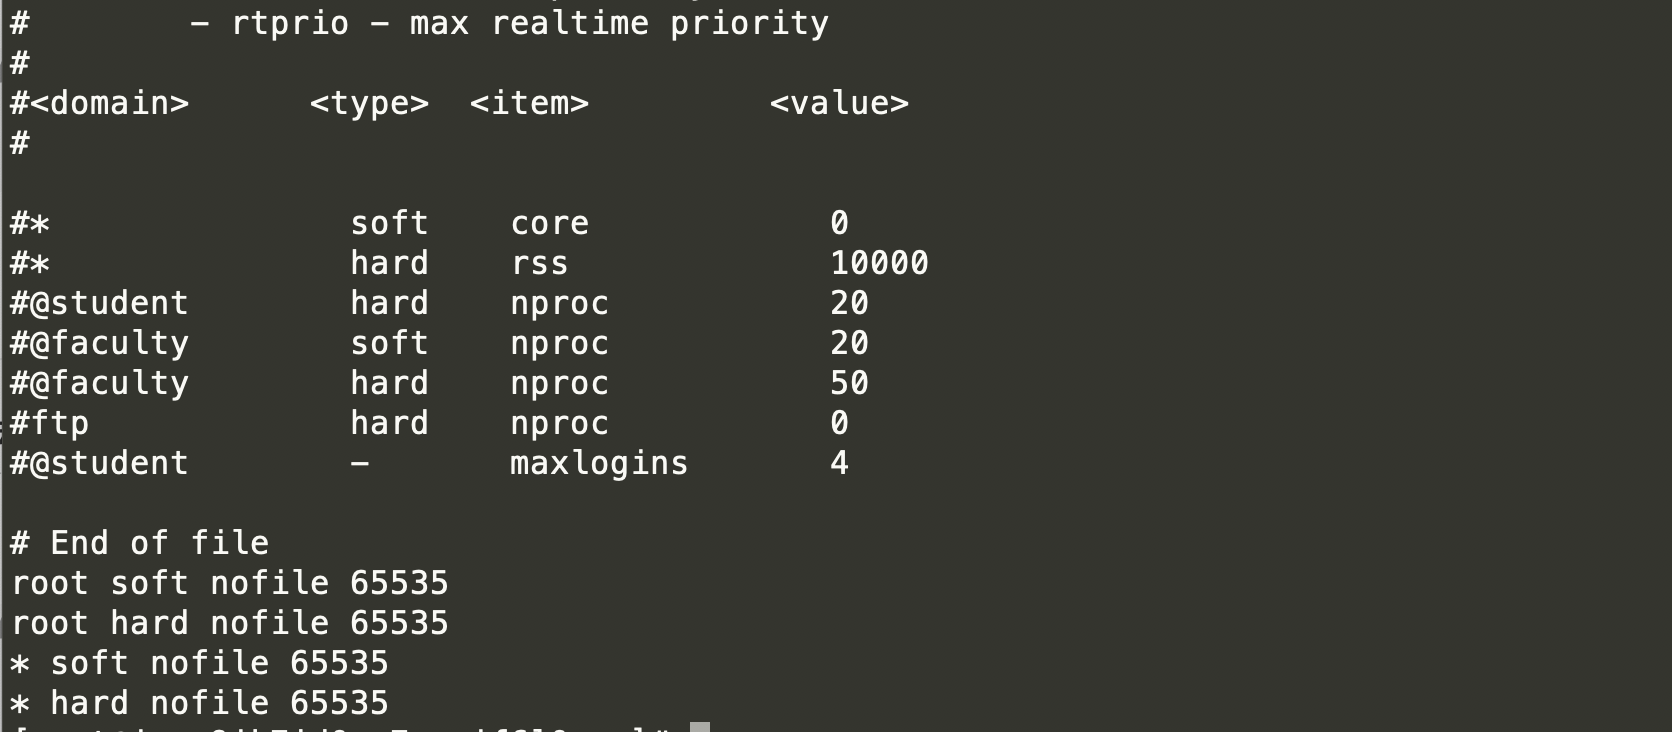 #        - rtprio - max realtime priority
#
#<domain>      <type>  <item>         <value>
#

#*               soft    core            0
#*               hard    rss             10000
#@student        hard    nproc           20
#@faculty        soft    nproc           20
#@faculty        hard    nproc           50
#ftp             hard    nproc           0
#@student        -       maxlogins       4

# End of file
root soft nofile 65535
root hard nofile 65535
* soft nofile 65535
* hard nofile 65535